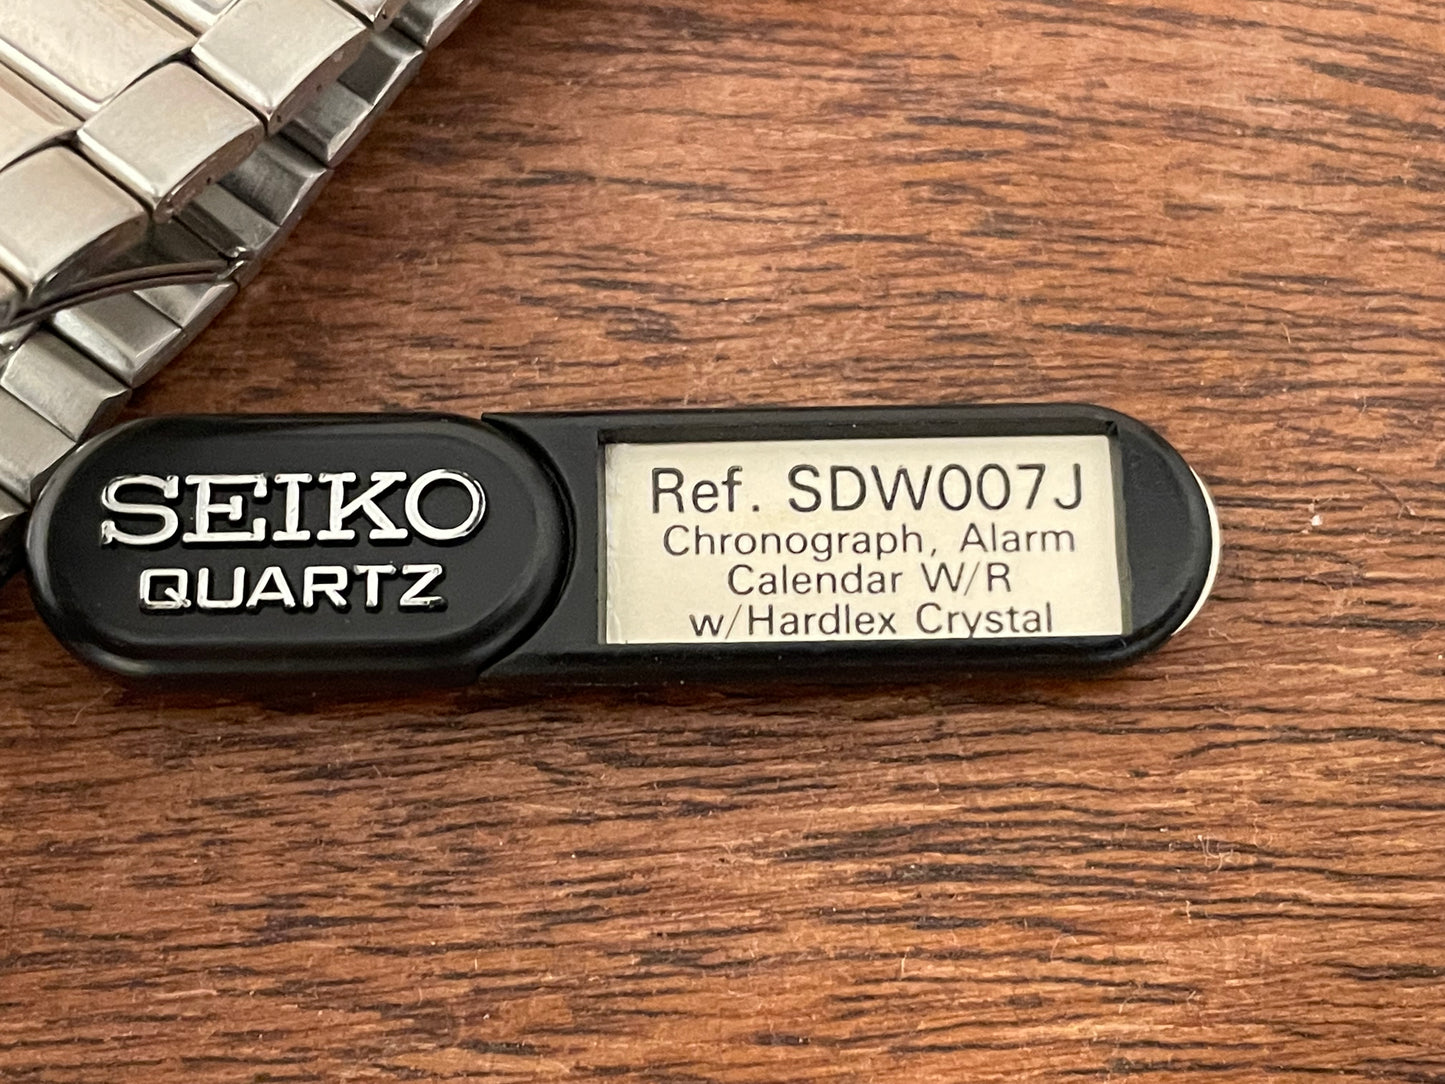 SEIKO
QUARTZ
Ref. SDW007J
Chronograph, Alarm
Calendar W/R
w/Hardlex Crystal